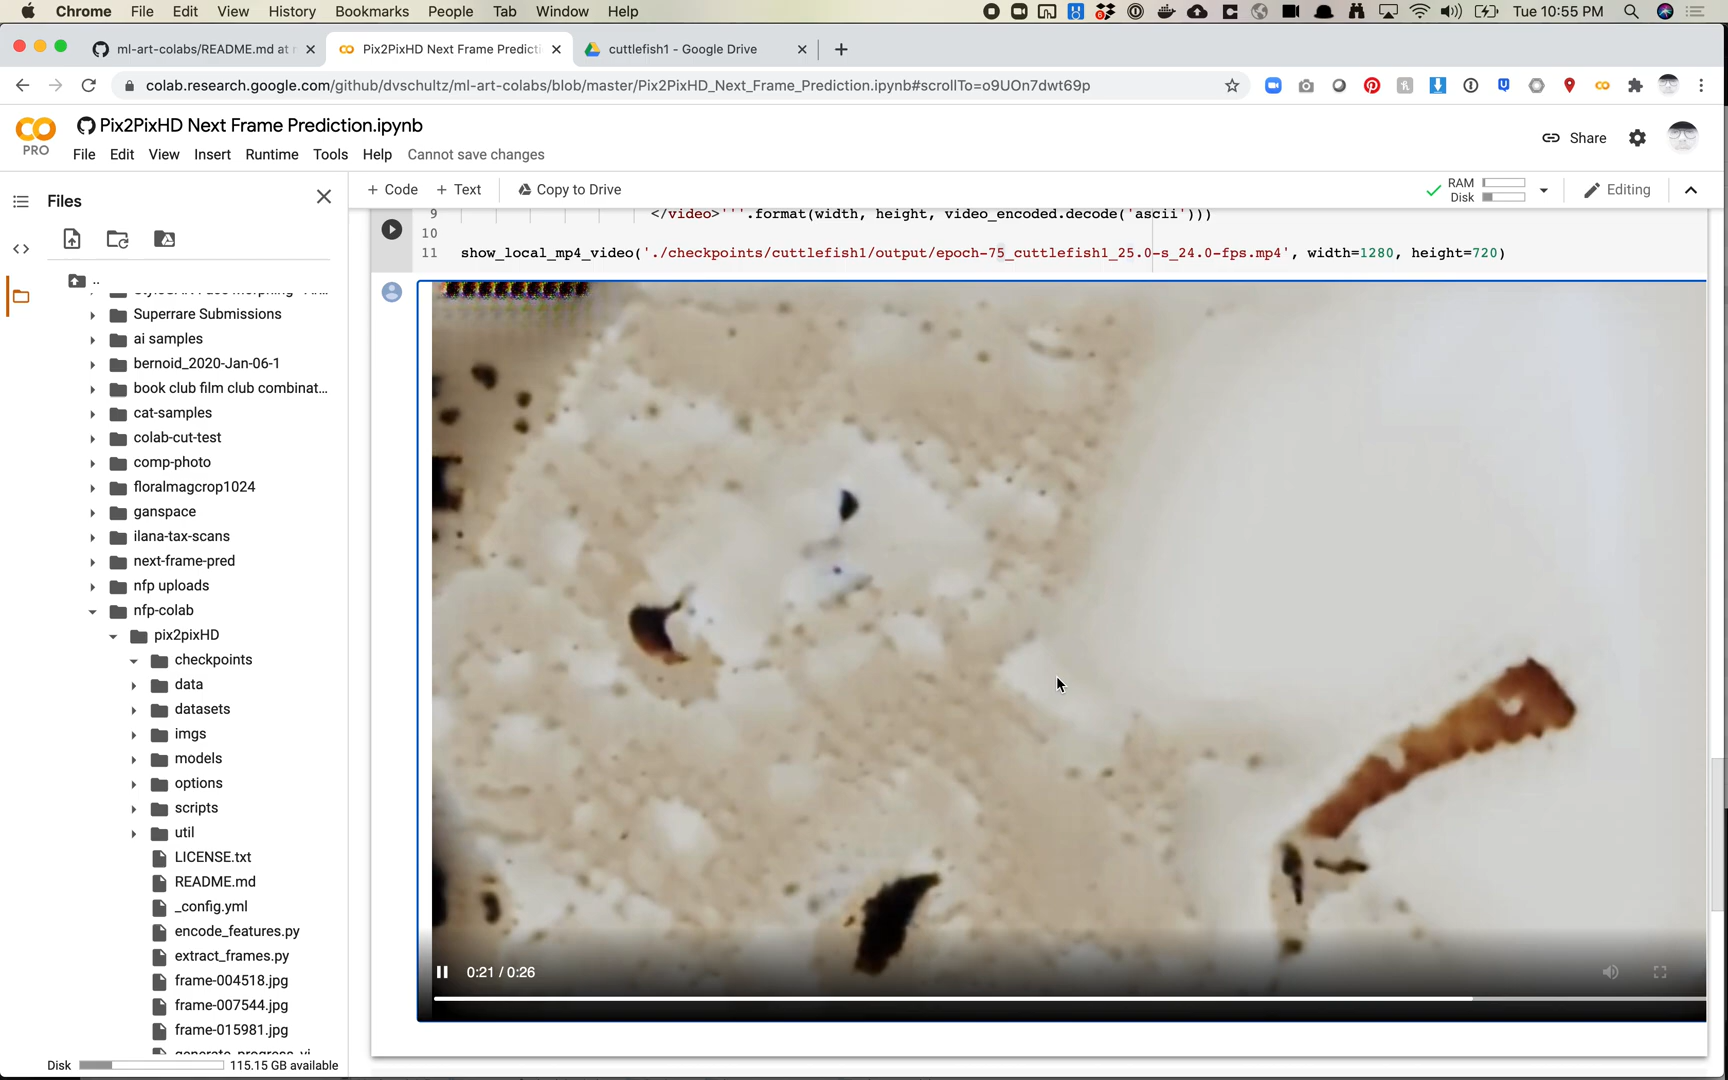 Chrome File Edit View History Bookmarks People Tab Window Help Tue 10:55 PM
ml-art-colabs/README.md at
Pix2PixHD Next Frame Predicti
cuttlefish1 - Google Drive
colab.research.google.com/github/dvschultz/ml-art-colabs/blob/master/Pix2PixHD_Next_Frame_Prediction.ipynb#scrollTo=o9UOn7dwt69p
CO PRO
Pix2PixHD Next Frame Prediction.ipynb
File Edit View Insert Runtime Tools Help Cannot save changes
Share
Files
+ Code + Text Copy to Drive
RAM
Disk
Editing
..
Superrare Submissions
ai samples
bernoid_2020-Jan-06-1
book club film club combinat...
cat-samples
colab-cut-test
comp-photo
floralmagcrop1024
ganspace
ilana-tax-scans
next-frame-pred
nfp uploads
nfp-colab
pix2pixHD
checkpoints
data
datasets
imgs
models
options
scripts
util
LICENSE.txt
README.md
_config.yml
encode_features.py
extract_frames.py
frame-004518.jpg
frame-007544.jpg
frame-015981.jpg
Disk 115.15 GB available
9 </video>'''.format(width, height, video_encoded.decode('ascii')))
10
11 show_local_mp4_video('./checkpoints/cuttlefish1/output/epoch-75_cuttlefish1_25.0-s_24.0-fps.mp4', width=1280, height=720)
0:21 / 0:26